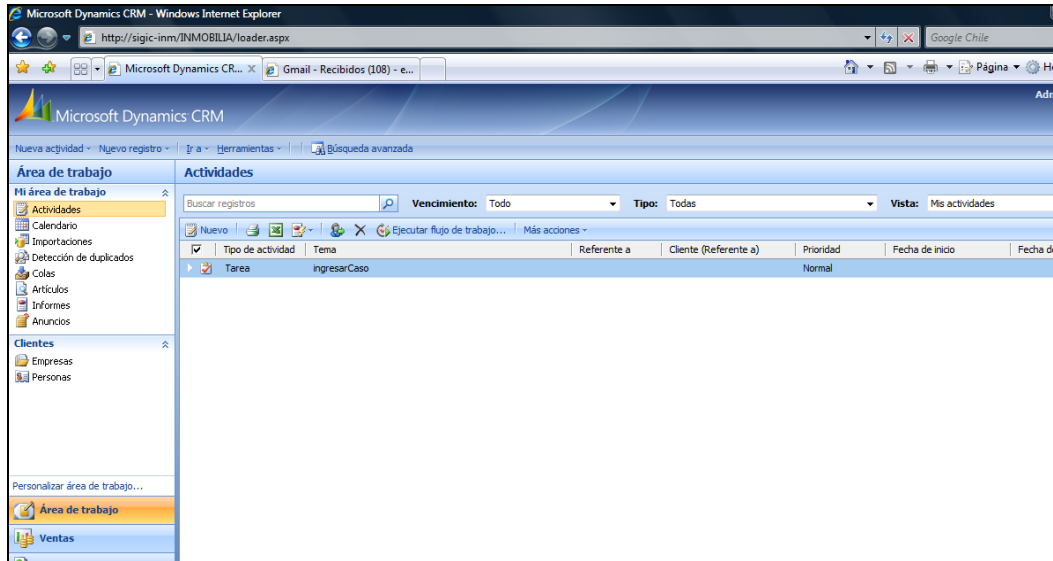 Microsoft Dynamics CRM - Windows Internet Explorer
http://sigic-inm/INMOBILIA/loader.aspx
Google Chile
Microsoft Dynamics CR... X
Gmail - Recibidos (108) - e...
Página
Microsoft Dynamics CRM
Nueva actividad Nuevo registro Ir a Herramientas Búsqueda avanzada
Área de trabajo
Actividades
Mi área de trabajo
Actividades
Calendario
Importaciones
Detección de duplicados
Colas
Artículos
Informes
Anuncios
Clientes
Empresas
Personas
Personalizar área de trabajo...
Área de trabajo
Ventas
Buscar registros Vencimiento: Todo Tipo: Todas Vista: Mis actividades
Nuevo Ejecutar flujo de trabajo... Más acciones
Tipo de actividad Tema Referente a Cliente (Referente a) Prioridad Fecha de inicio Fecha d
Tarea ingresarCaso Normal